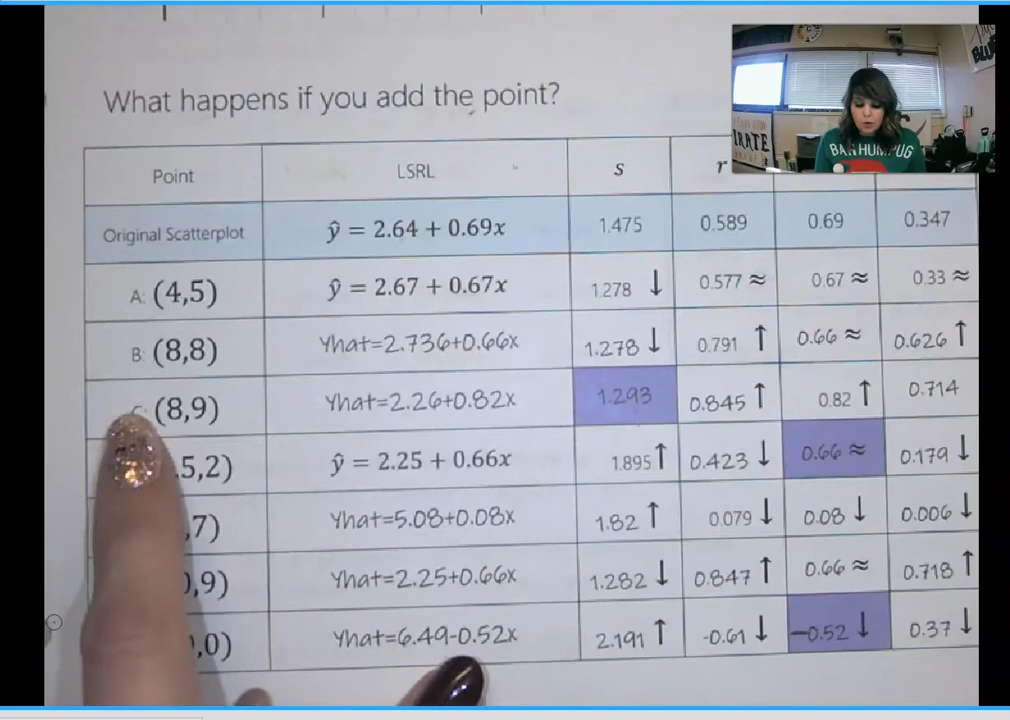 What happens if you add the point?
Point LSRL s r
Original Scatterplot ŷ = 2.64 + 0.69x 1.475 0.589 0.69 0.347
A: (4,5) ŷ = 2.67 + 0.67x 1.278 ↓ 0.577 ≈ 0.67 ≈ 0.33 ≈
B: (8,8) Yhat=2.736+0.66x 1.278 ↓ 0.791 ↑ 0.66 ≈ 0.626 ↑
(8,9) Yhat=2.26+0.82x 1.293 0.845 ↑ 0.82 ↑ 0.714
.5,2) ŷ = 2.25 + 0.66x 1.895 ↑ 0.423 ↓ 0.66 ≈ 0.179 ↓
,7) Yhat=5.08+0.08x 1.82 ↑ 0.079 ↓ 0.08 ↓ 0.006 ↓
,9) Yhat=2.25+0.66x 1.282 ↓ 0.847 ↑ 0.66 ≈ 0.718 ↑
,0) Yhat=6.49-0.52x 2.191 ↑ -0.61 ↓ -0.52 ↓ 0.37 ↓
BAH HUMPUG